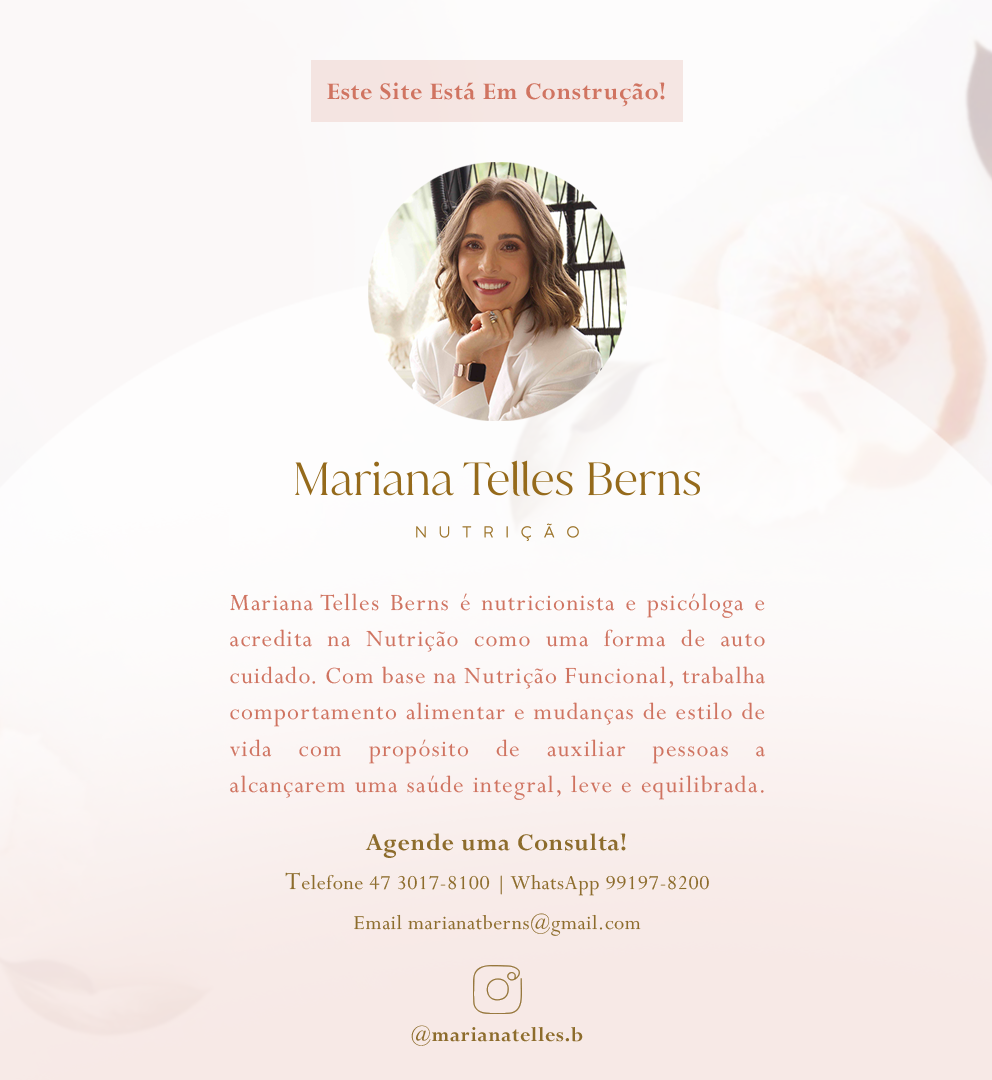 Este Site Está Em Construção!
Mariana Telles Berns
NUTRIÇÃO
Mariana Telles Berns é nutricionista e psicóloga e
acredita na Nutrição como uma forma de auto
cuidado. Com base na Nutrição Funcional, trabalha
comportamento alimentar e mudanças de estilo de
vida com propósito de auxiliar pessoas a
alcançarem uma saúde integral, leve e equilibrada.
Agende uma Consulta!
Telefone 47 3017-8100 | WhatsApp 99197-8200
Email marianatberns@gmail.com
@marianatelles.b